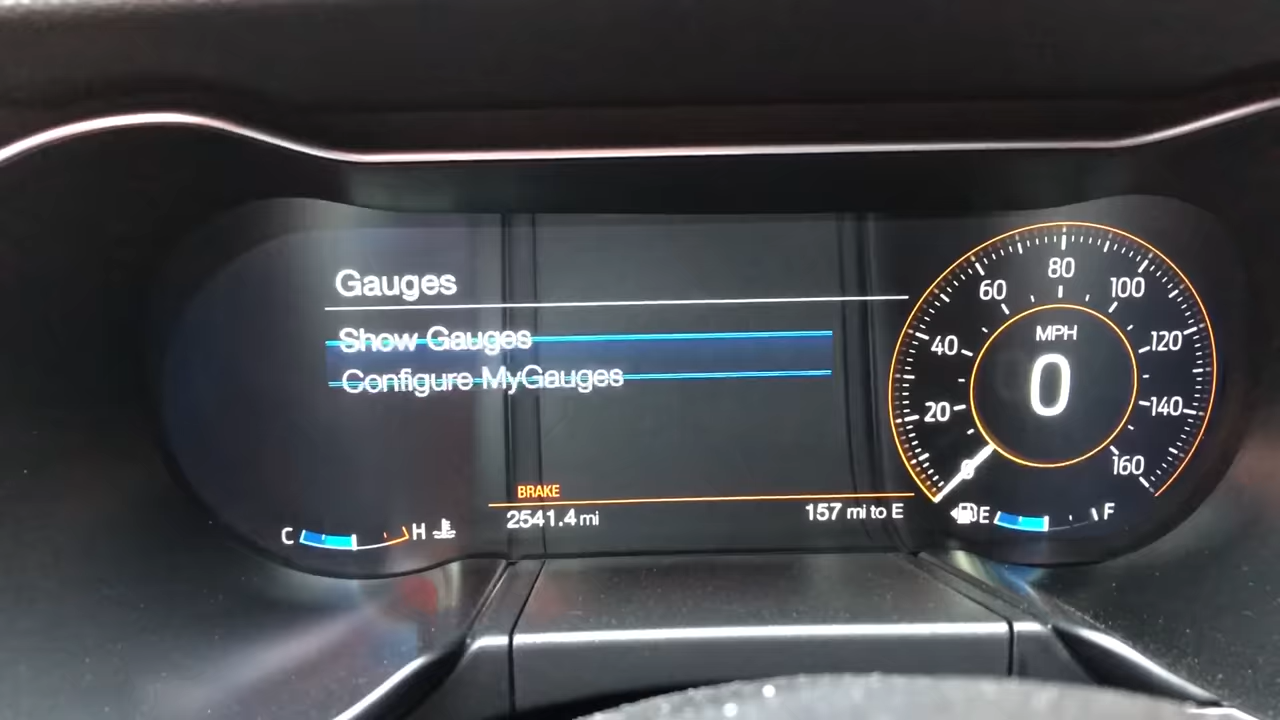 Gauges
Show Gauges
Configure MyGauges
BRAKE
2541.4 mi
157 mi to E
C
H
MPH
0
0
20
40
60
80
100
120
140
160
E
F